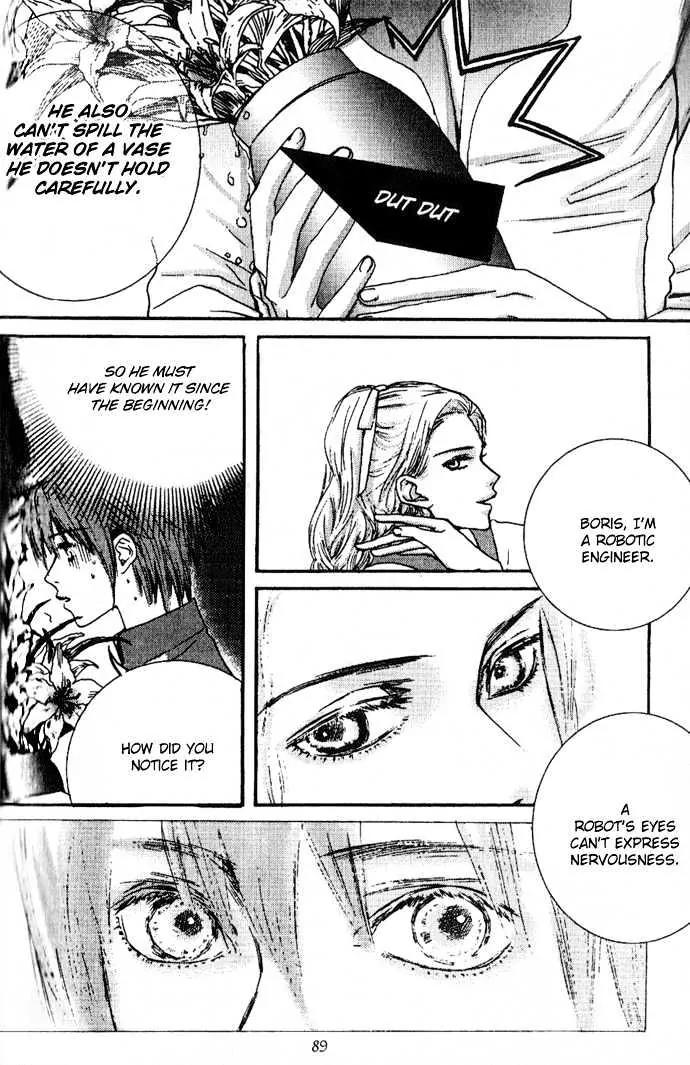 HE ALSO
CAN'T SPILL THE
WATER OF A VASE
HE DOESN'T HOLD
CAREFULLY.
DUT DUT
SO HE MUST
HAVE KNOWN IT SINCE
THE BEGINNING!
BORIS, I'M
A ROBOTIC
ENGINEER.
HOW DID YOU
NOTICE IT?
A
ROBOT'S EYES
CAN'T EXPRESS
NERVOUSNESS.
89